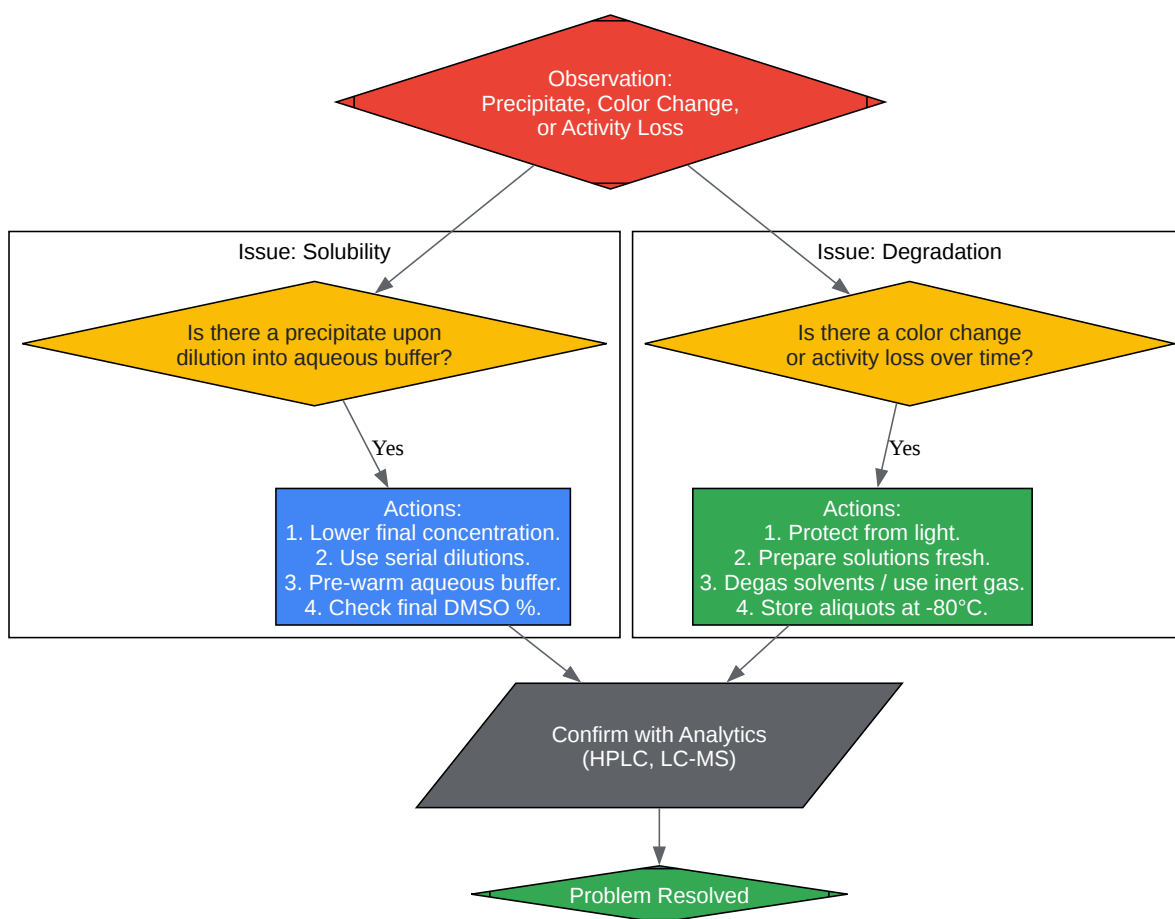 Observation:
Precipitate, Color Change,
or Activity Loss
Issue: Solubility
Is there a precipitate upon
dilution into aqueous buffer?
Yes
Actions:
1. Lower final concentration.
2. Use serial dilutions.
3. Pre-warm aqueous buffer.
4. Check final DMSO %.
Issue: Degradation
Is there a color change
or activity loss over time?
Yes
Actions:
1. Protect from light.
2. Prepare solutions fresh.
3. Degas solvents / use inert gas.
4. Store aliquots at -80°C.
Confirm with Analytics
(HPLC, LC-MS)
Problem Resolved